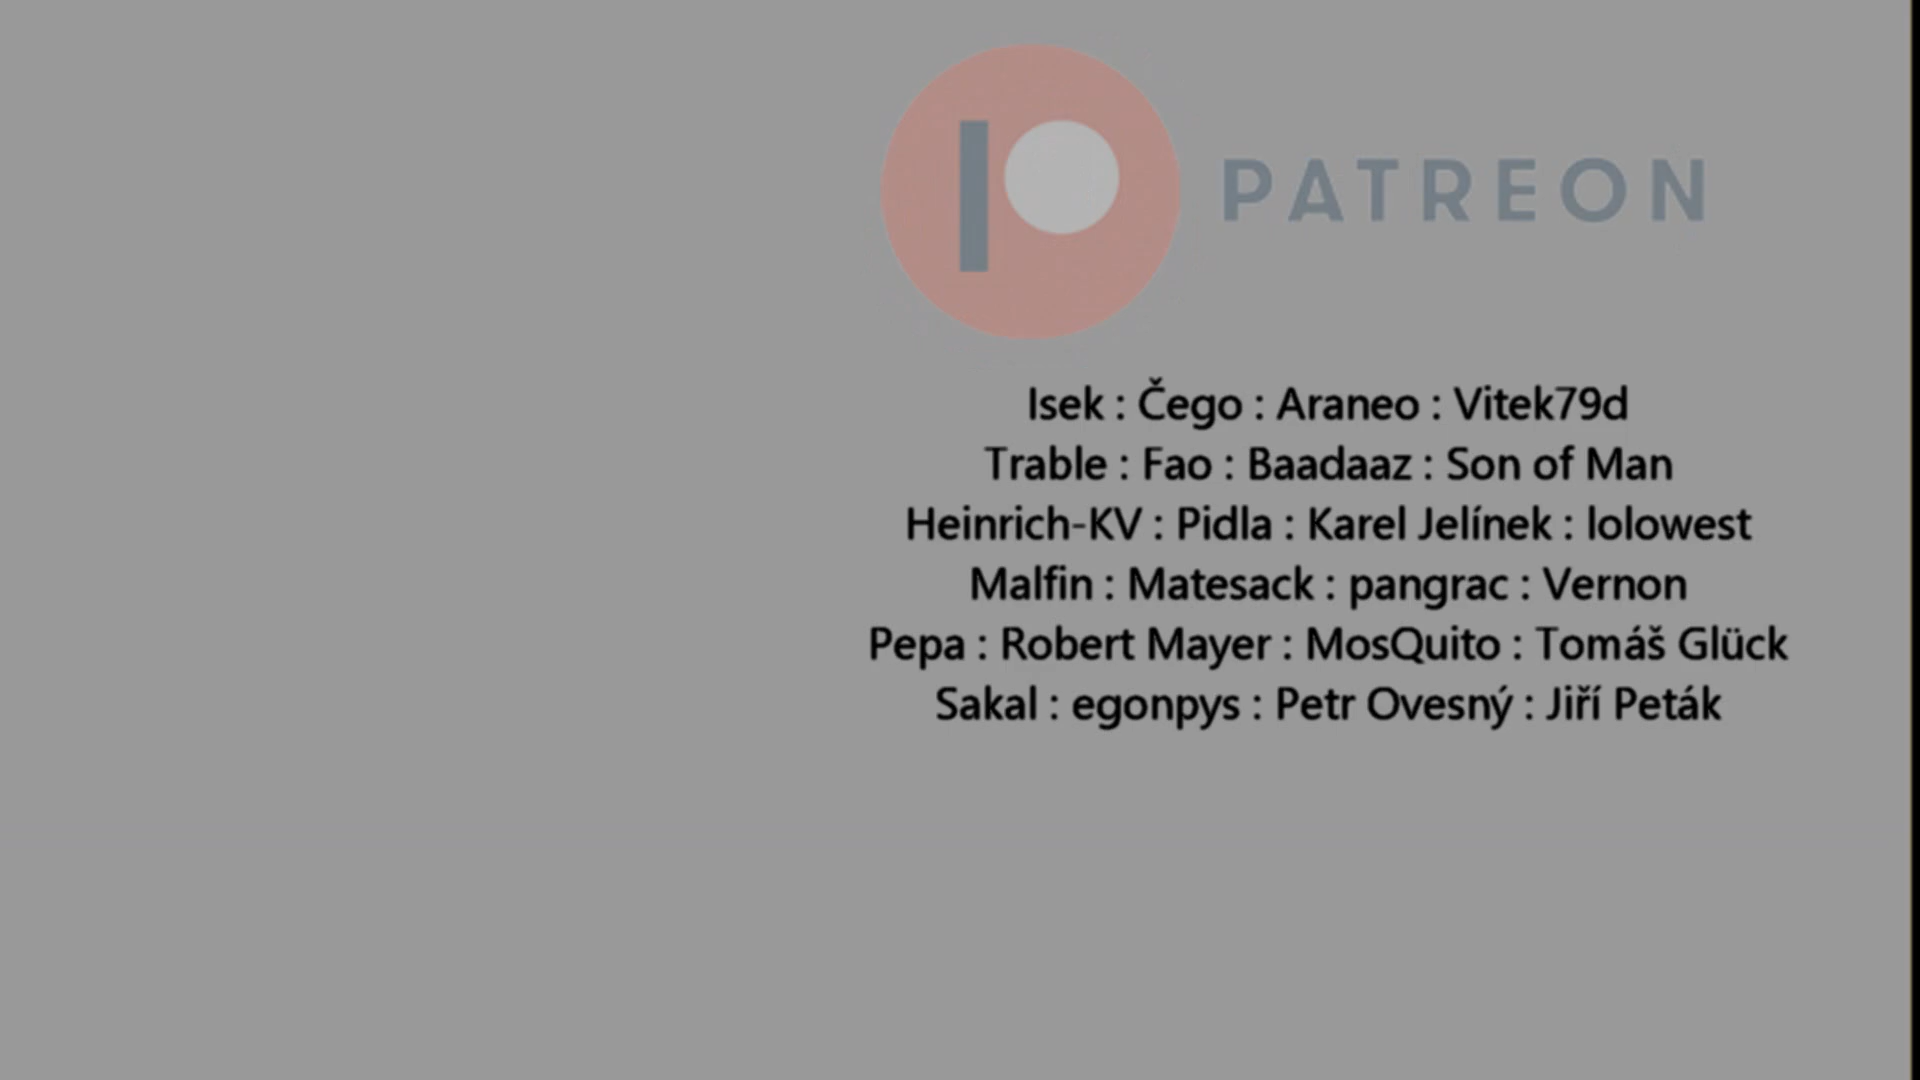 PATREON
Isek : Čego : Araneo : Vitek79d
Trable : Fao : Baadaaz : Son of Man
Heinrich-KV : Pidla : Karel Jelínek : lolowest
Malfin : Matesack : pangrac : Vernon
Pepa : Robert Mayer : MosQuito : Tomáš Glück
Sakal : egonpys : Petr Ovesný : Jiří Peták